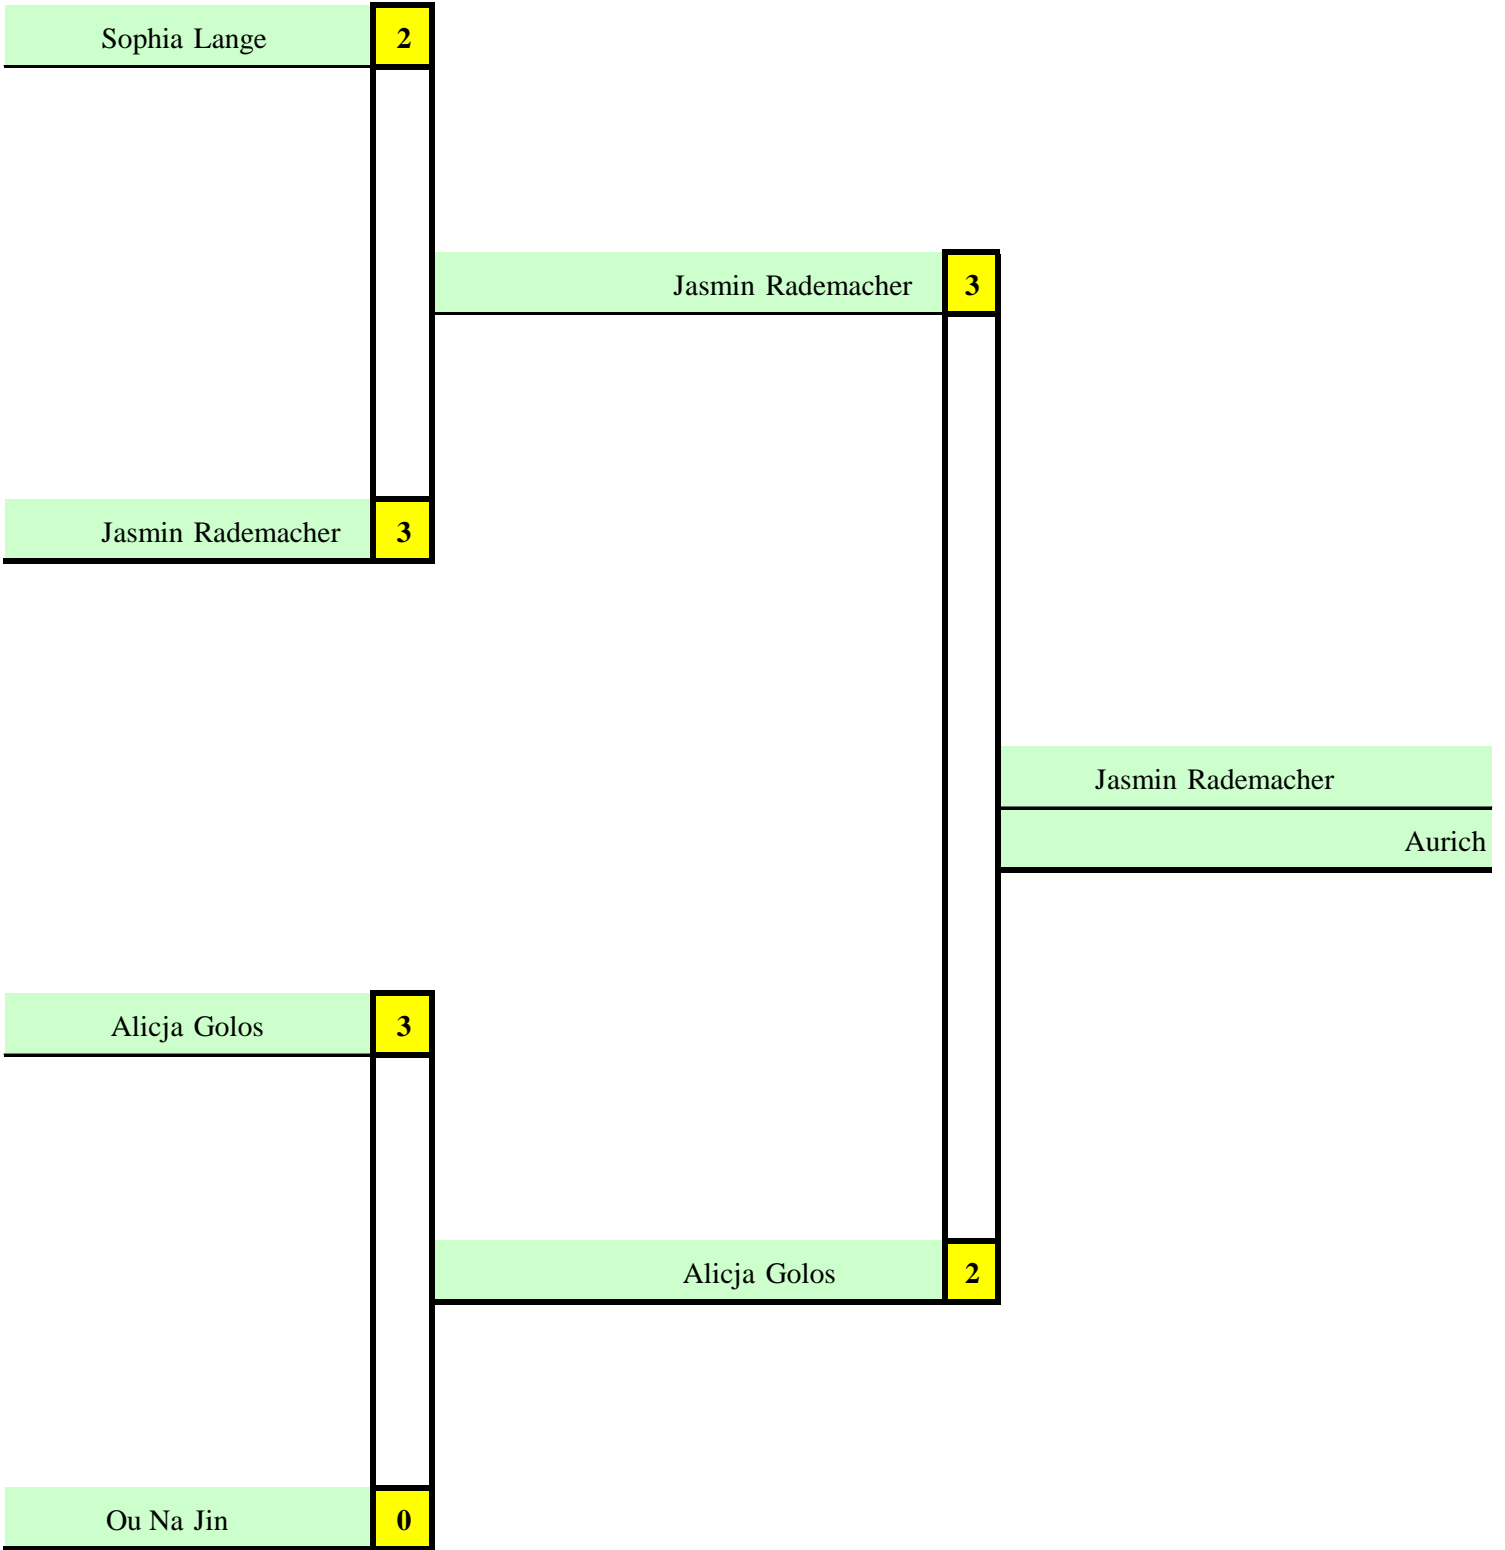 Sophia Lange 2
Jasmin Rademacher 3
Jasmin Rademacher 3
Jasmin Rademacher
Aurich
Alicja Golos 3
Alicja Golos 2
Ou Na Jin 0